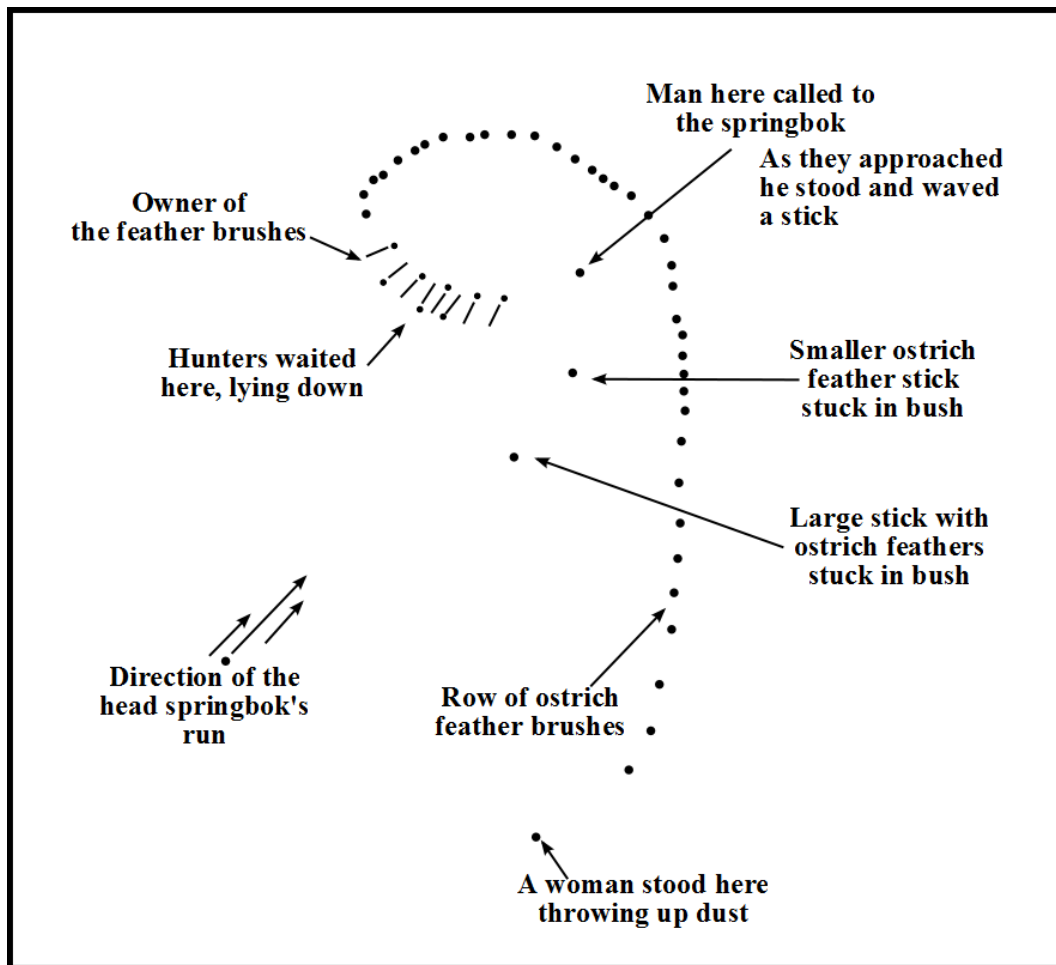 Man here called to
the springbok
As they approached
he stood and waved
a stick
Owner of
the feather brushes
Hunters waited
here, lying down
Smaller ostrich
feather stick
stuck in bush
Large stick with
ostrich feathers
stuck in bush
Direction of the
head springbok's
run
Row of ostrich
feather brushes
A woman stood here
throwing up dust